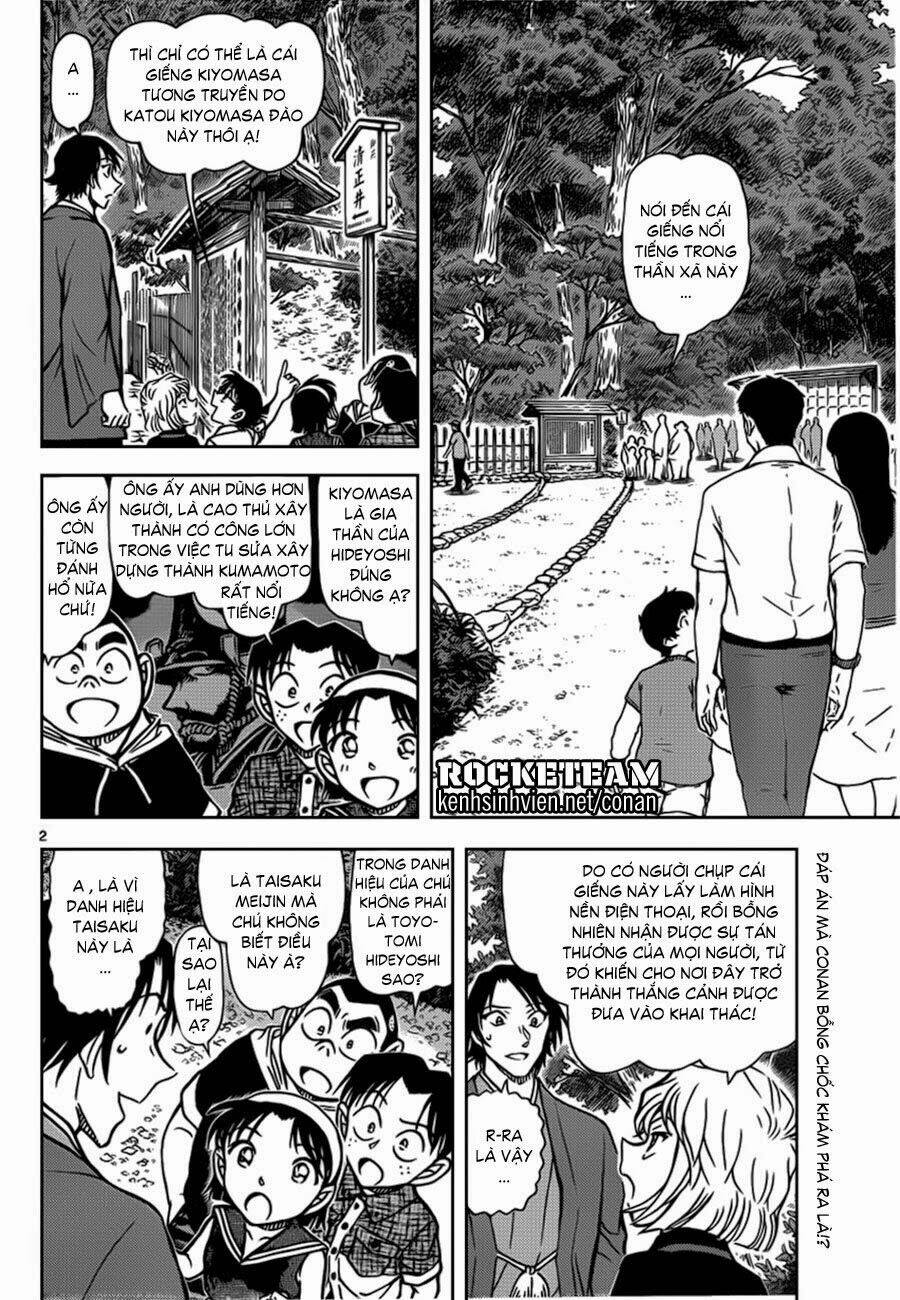 NÓI ĐẾN CÁI
GIẾNG NỔI
TIẾNG TRONG
THẦN XÃ NÀY
...
THÌ CHỈ CÓ THỂ LÀ CÁI
GIẾNG KIYOMASA
TƯƠNG TRUYỀN DO
KATOU KIYOMASA ĐÀO
NÀY THÔI Ạ!
A
...
清正井
KIYOMASA
LÀ GIA
THẦN CỦA
HIDEYOSHI
ĐÚNG
KHÔNG Ạ?
ÔNG ẤY ANH DŨNG HƠN
NGƯỜI, LÀ CAO THỦ XÂY
THÀNH CÓ CÔNG LỚN
TRONG VIỆC TU SỬA XÂY
DỰNG THÀNH KUMAMOTO
RẤT NỔI
TIẾNG!
ÔNG ẤY
CÒN
TỪNG
ĐÁNH
HỔ NỮA
CHỨ!
ROCKETEAM
kenhsinhvien.net/conan
2
ĐÁP ÁN MÀ CONAN BỖNG CHỐC KHÁM PHÁ RA LÀ!?
DO CÓ NGƯỜI CHỤP CÁI
GIẾNG NÀY LẤY LÀM HÌNH
NỀN ĐIỆN THOẠI, RỒI BỖNG
NHIÊN NHẬN ĐƯỢC SỰ TÁN
THƯỞNG CỦA MỌI NGƯỜI, TỪ
ĐÓ KHIẾN CHO NƠI ĐÂY TRỞ
THÀNH THẮNG CẢNH ĐƯỢC
ĐƯA VÀO KHAI THÁC!
R-RA
LÀ VẬY
...
TRONG DANH
HIỆU CỦA CHÚ
KHÔNG PHẢI
LÀ TOYO-
TOMI
HIDEYOSHI
SAO?
LÀ TAISAKU
MEIJIN MÀ
CHÚ KHÔNG
BIẾT ĐIỀU
NÀY À?
TẠI
SAO
LẠI
THẾ
Ạ?
A , LÀ VÌ
DANH HIỆU
TAISAKU
NÀY LÀ
...